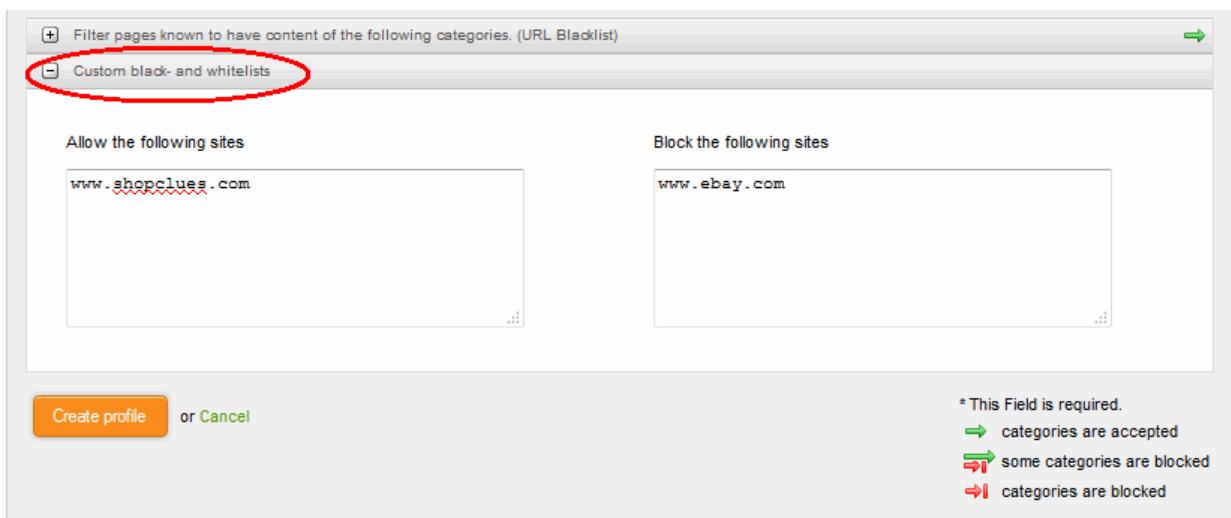 Filter pages known to have content of the following categories. (URL Blacklist)
Custom black- and whitelists
Allow the following sites
Block the following sites
www.shopclues.com
www.ebay.com
Create profile or Cancel
* This Field is required.
categories are accepted
some categories are blocked
categories are blocked